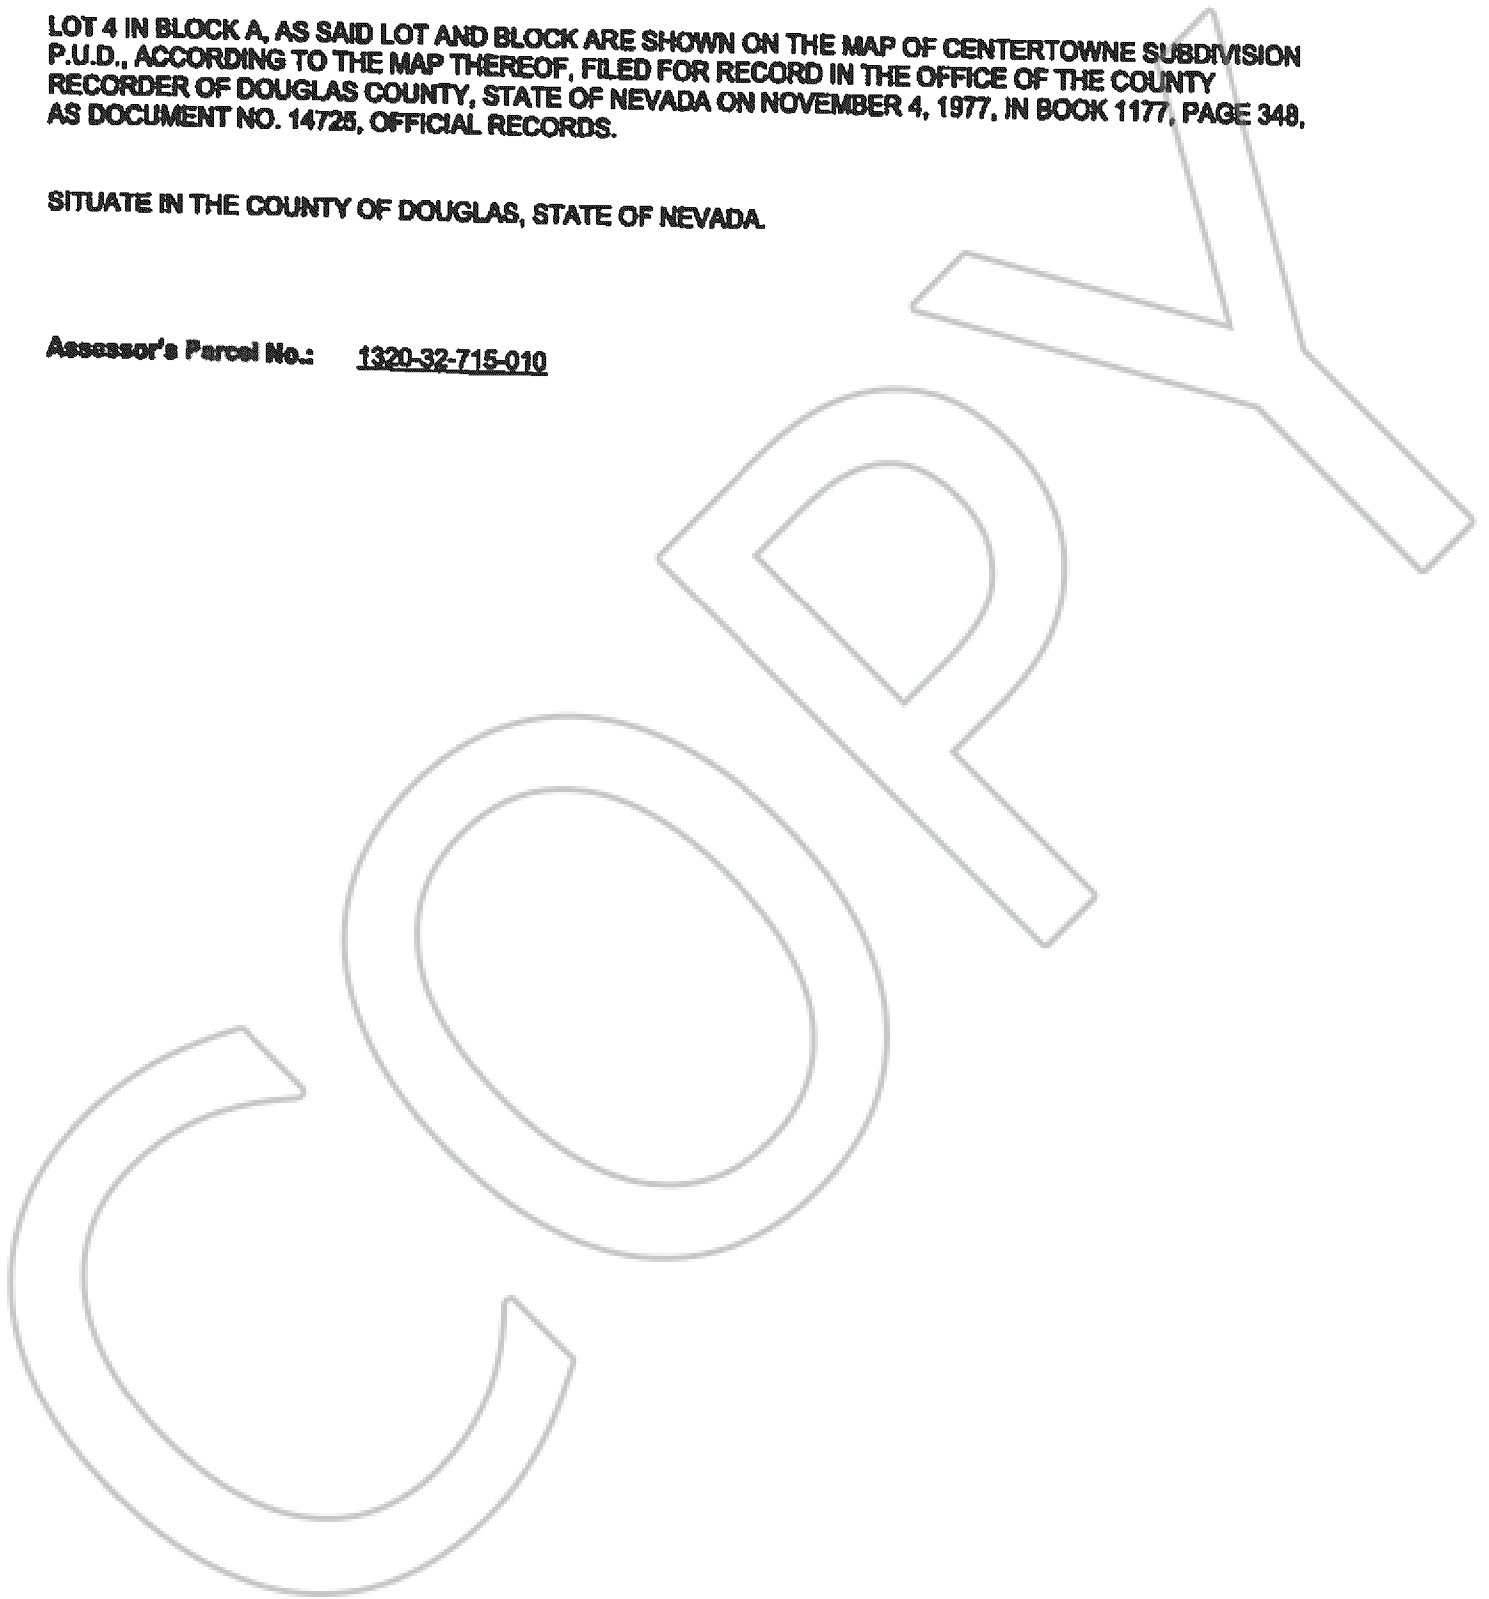 LOT 4 IN BLOCK A, AS SAID LOT AND BLOCK ARE SHOWN ON THE MAP OF CENTERTOWNE SUBDIVISION
P.U.D., ACCORDING TO THE MAP THEREOF, FILED FOR RECORD IN THE OFFICE OF THE COUNTY
RECORDER OF DOUGLAS COUNTY, STATE OF NEVADA ON NOVEMBER 4, 1977, IN BOOK 1177, PAGE 348,
AS DOCUMENT NO. 14725, OFFICIAL RECORDS.
SITUATE IN THE COUNTY OF DOUGLAS, STATE OF NEVADA.
Assessor's Parcel No.: 1320-32-715-010
COPY